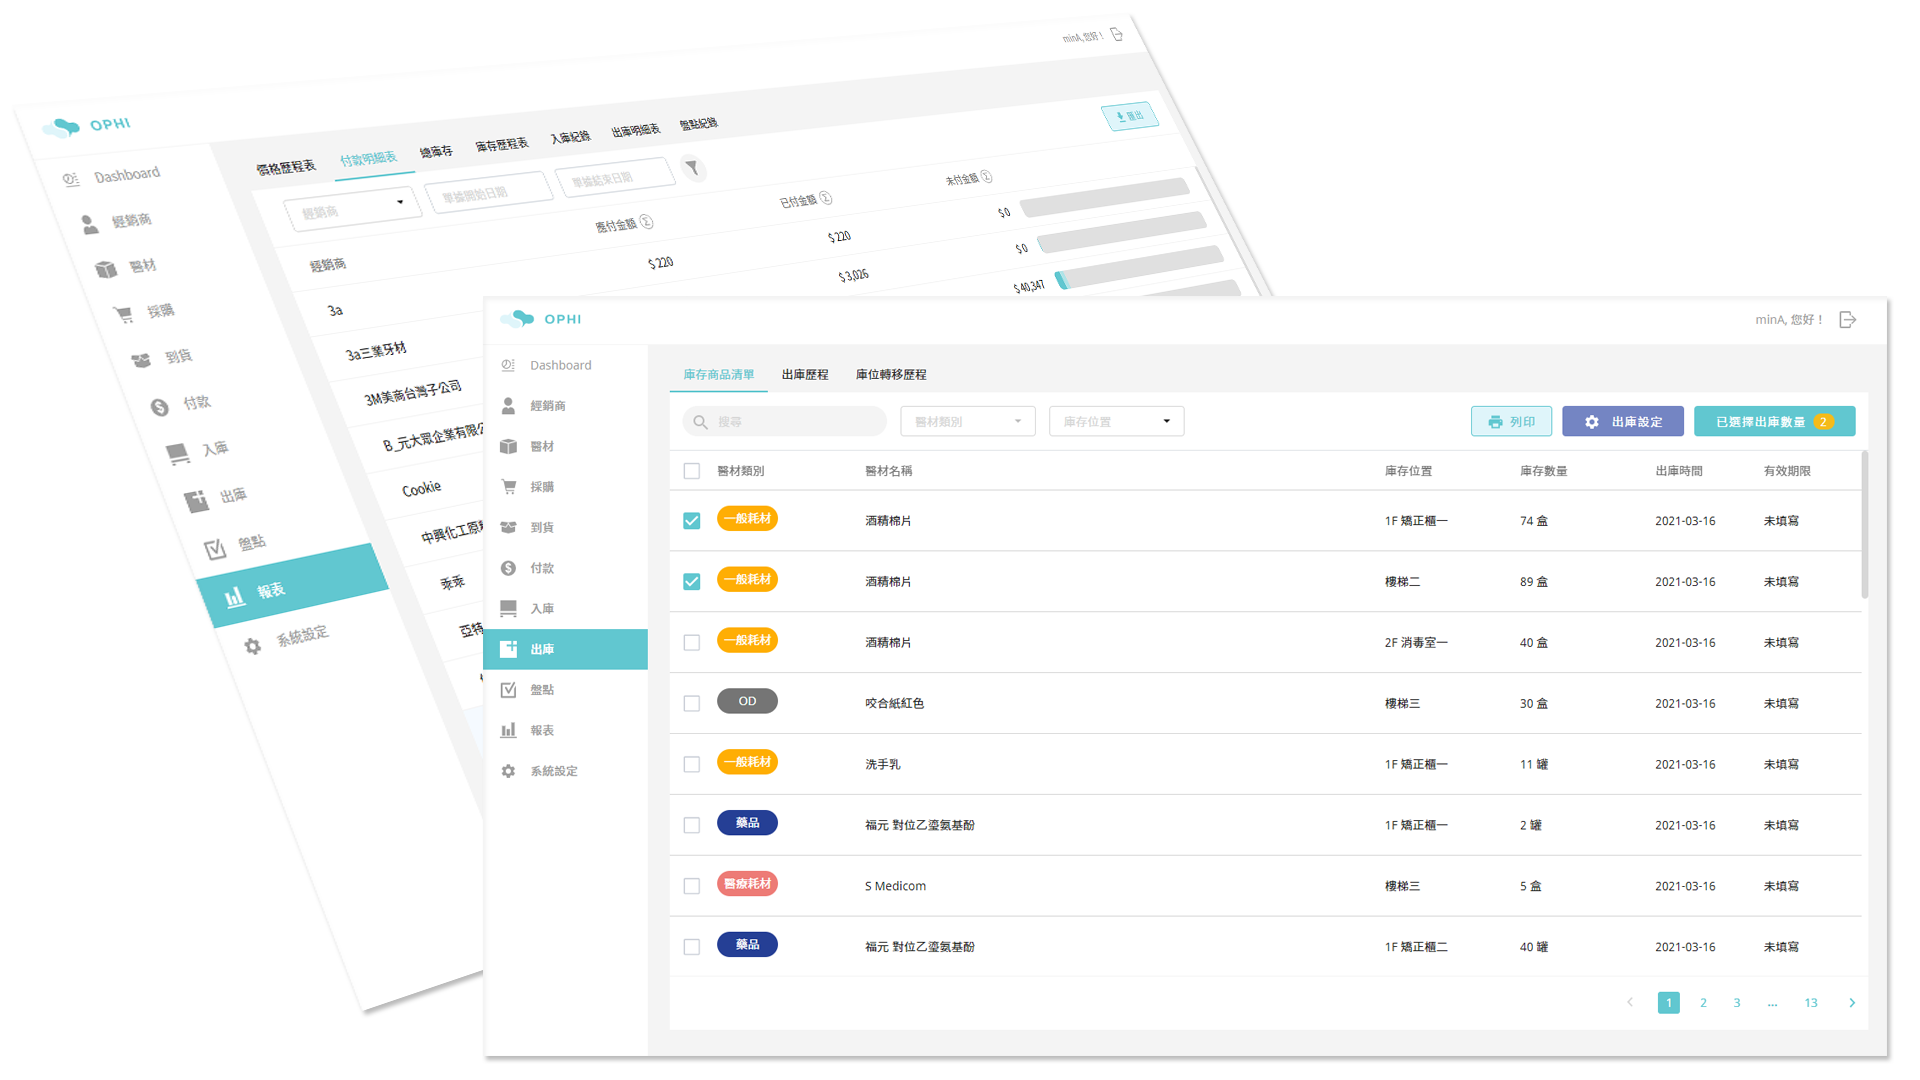 minA, 您好！
OPHI
匯出
價格歷程表 付款明細表 總庫存 庫存歷程表 入庫紀錄 出庫明細表 盤點紀錄
Dashboard
經銷商 單據開始日期 單據結束日期
經銷商
醫材
採購
到貨
付款
入庫
出庫
盤點
報表
系統設定
經銷商 應付金額 已付金額 未付金額
3a $ 220 $ 220 $ 0
3a三業牙材 $ 3,026 $ 0
3M美商台灣子公司 $ 40,347
B_元大眾企業有限
Cookie
中興化工原
乖乖
亞特
OPHI
minA, 您好！
Dashboard
經銷商
醫材
採購
到貨
付款
入庫
出庫
盤點
報表
系統設定
庫存商品清單 出庫歷程 庫位轉移歷程
搜尋 醫材類別 庫存位置 列印 出庫設定 已選擇出庫數量 2
醫材類別 醫材名稱 庫存位置 庫存數量 出庫時間 有效期限
一般耗材 酒精棉片 1F 矯正櫃一 74 盒 2021-03-16 未填寫
一般耗材 酒精棉片 樓梯二 89 盒 2021-03-16 未填寫
一般耗材 酒精棉片 2F 消毒室一 40 盒 2021-03-16 未填寫
OD 咬合紙紅色 樓梯三 30 盒 2021-03-16 未填寫
一般耗材 洗手乳 1F 矯正櫃一 11 罐 2021-03-16 未填寫
藥品 福元 對位乙瀅氨基酚 1F 矯正櫃一 2 罐 2021-03-16 未填寫
醫療耗材 S Medicom 樓梯三 5 盒 2021-03-16 未填寫
藥品 福元 對位乙瀅氨基酚 1F 矯正櫃二 40 罐 2021-03-16 未填寫
1 2 3 ... 13